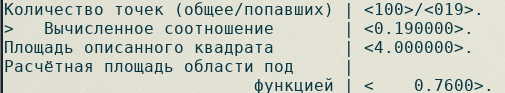 Количество точек (общее/попавших) | <100>/<019>.
>   Вычисленное соотношение       | <0.190000>.
Площадь описанного квадрата       | <4.000000>.
Расчётная площадь области под     |
                         функцией | <    0.7600>.